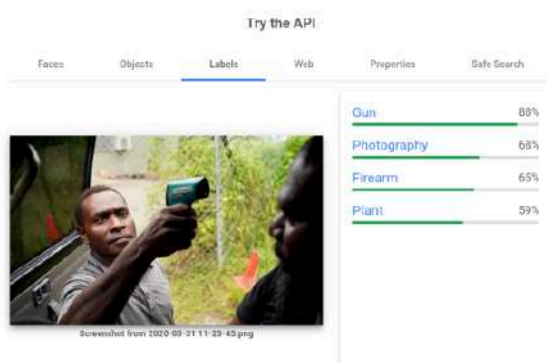 Try the API
Faces Objects Labels Web Properties Safe Search
Gun 88%
Photography 68%
Firearm 65%
Plant 59%
Screenshot from 2020-03-31 11-23-45.png